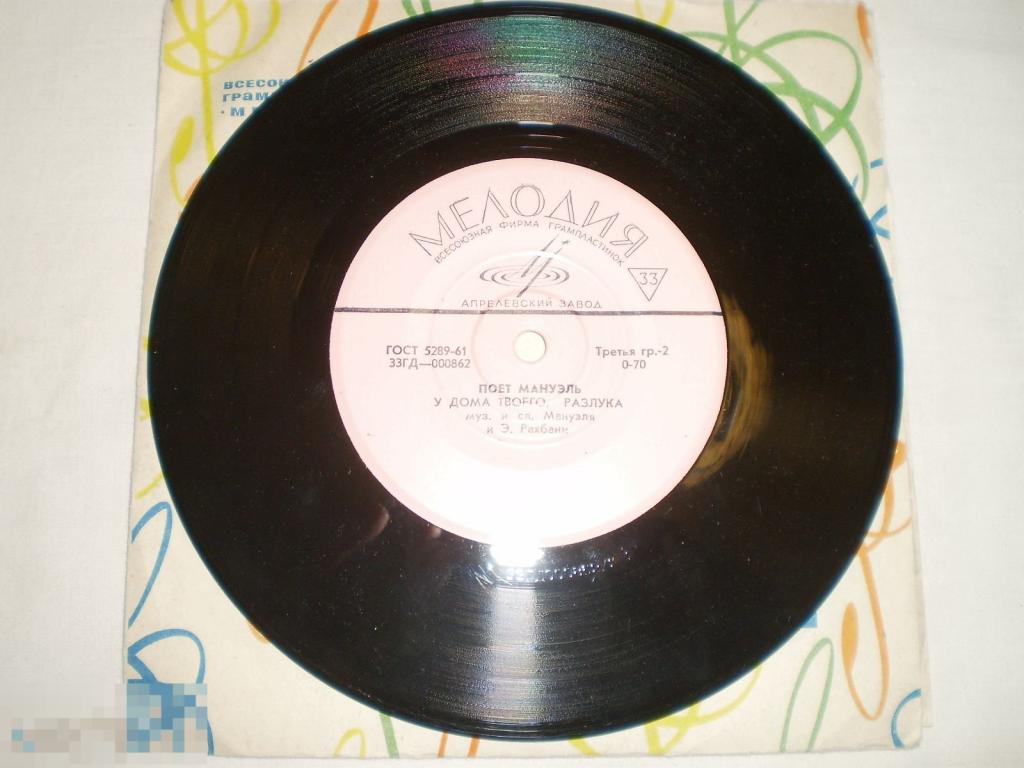 ВСЕСОЮ
ГРАМ
МЕЛОДИЯ
ВСЕСОЮЗНАЯ ФИРМА ГРАМПЛАСТИНОК
33
АПРЕЛЕВСКИЙ ЗАВОД
ГОСТ 5289-61
33ГД—000862
Третья гр.-2
0-70
ПОЕТ МАНУЭЛЬ
У ДОМА ТВОЕГО. РАЗЛУКА
муз. и сл. Мануэля
и Э. Рахбани